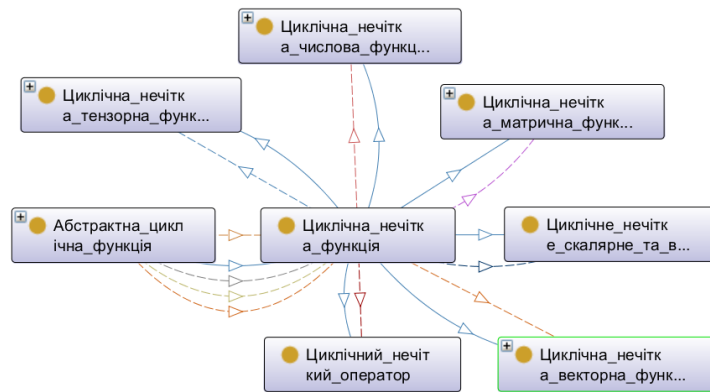 Циклічна_нечітк
а_числова_функц...
Циклічна_нечітк
а_тензорна_функ...
Циклічна_нечітк
а_матрична_функ...
Абстрактна_цикл
ічна_функція
Циклічна_нечітк
а_функція
Циклічне_нечітк
е_скалярне_та_в...
Циклічний_нечіт
кий_оператор
Циклічна_нечітк
а_векторна_функ...